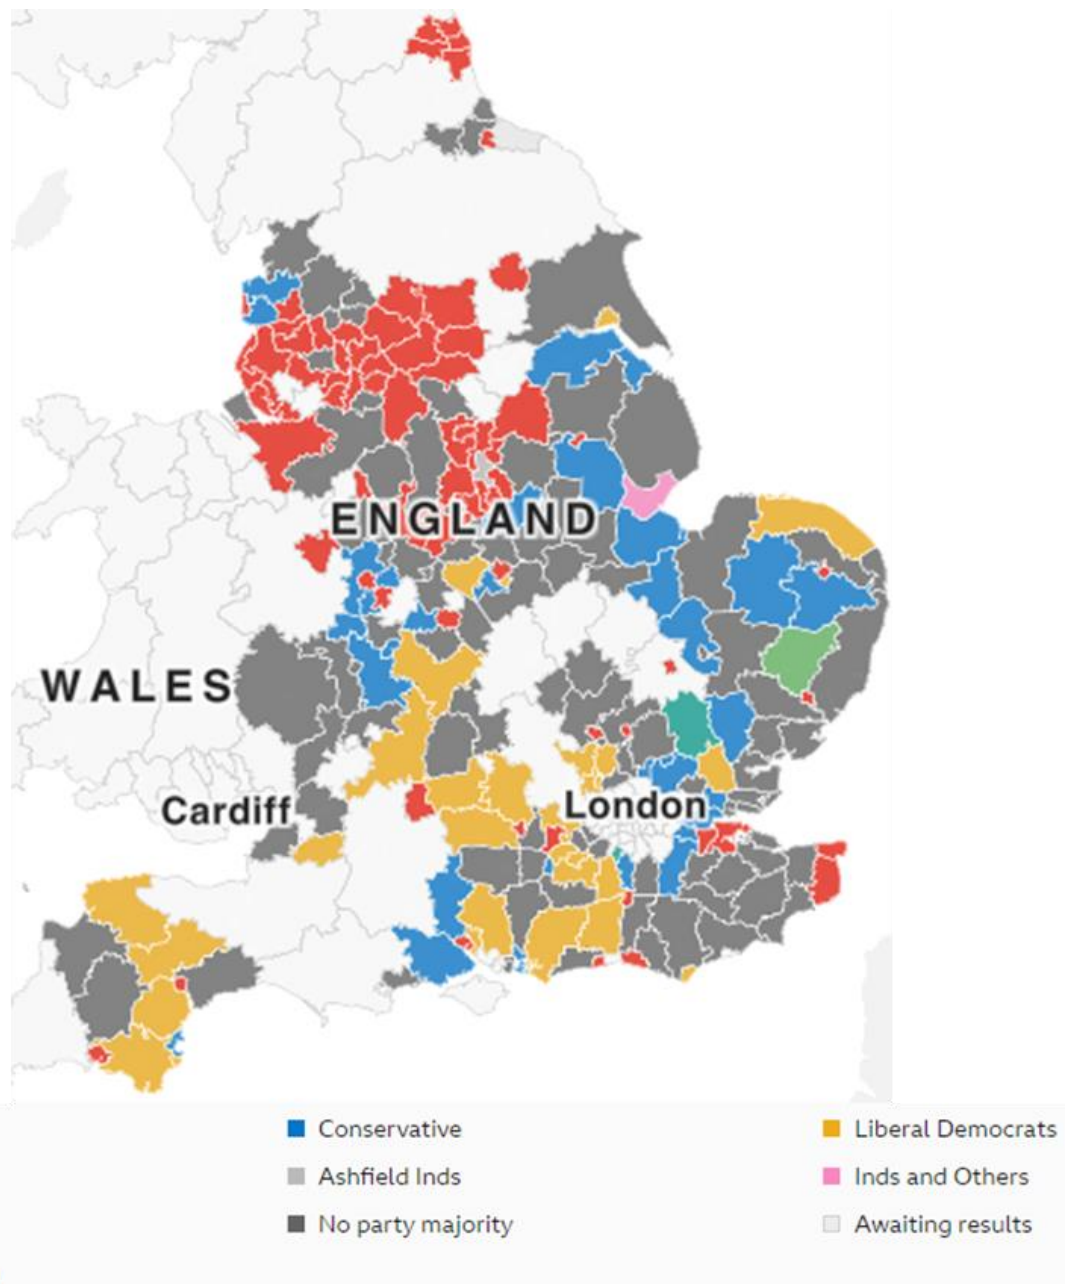 ENGLAND
WALES
Cardiff
London
Conservative
Liberal Democrats
Ashfield Inds
Inds and Others
No party majority
Awaiting results